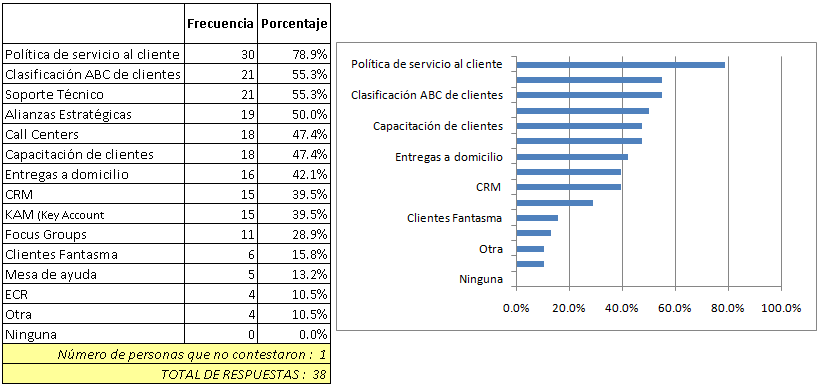 Frecuencia Porcentaje
Política de servicio al cliente 30 78.9%
Clasificación ABC de clientes 21 55.3%
Soporte Técnico 21 55.3%
Alianzas Estratégicas 19 50.0%
Call Centers 18 47.4%
Capacitación de clientes 18 47.4%
Entregas a domicilio 16 42.1%
CRM 15 39.5%
KAM (Key Account 15 39.5%
Focus Groups 11 28.9%
Clientes Fantasma 6 15.8%
Mesa de ayuda 5 13.2%
ECR 4 10.5%
Otra 4 10.5%
Ninguna 0 0.0%
Número de personas que no contestaron : 1
TOTAL DE RESPUESTAS : 38
Política de servicio al cliente
Clasificación ABC de clientes
Capacitación de clientes
Entregas a domicilio
CRM
Clientes Fantasma
Otra
Ninguna
0.0% 20.0% 40.0% 60.0% 80.0% 100.0%